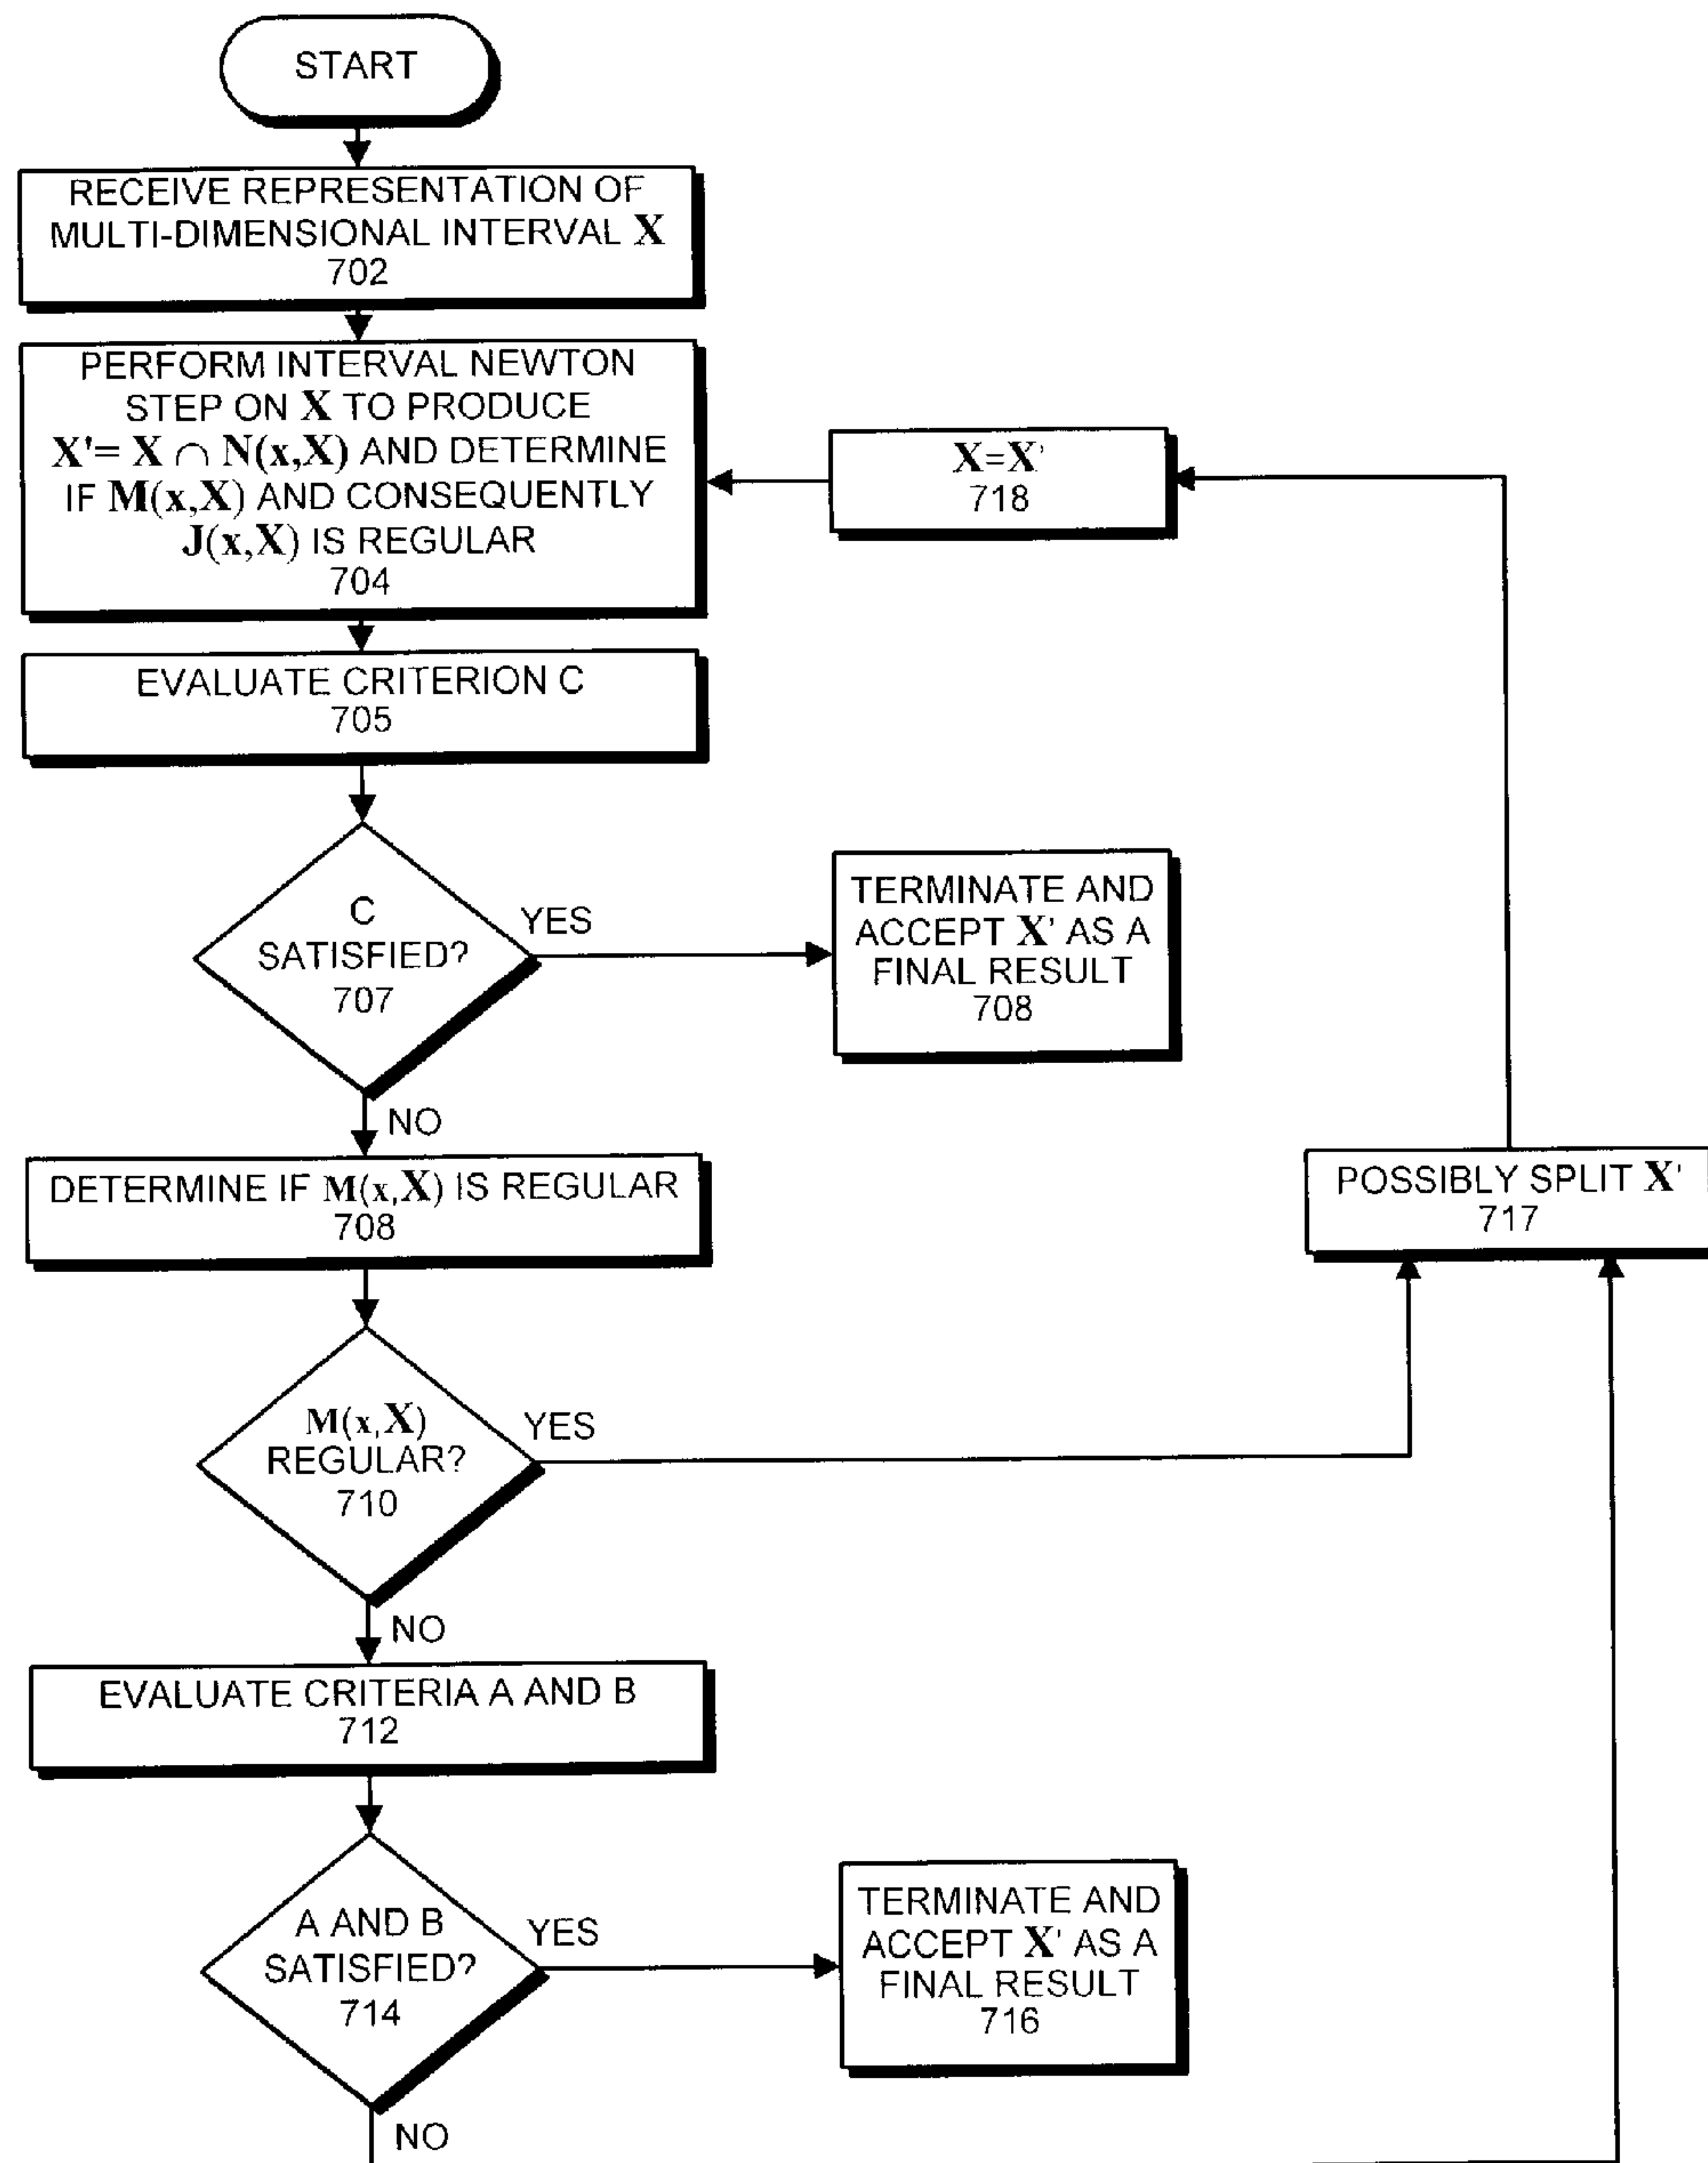 START
RECEIVE REPRESENTATION OF
MULTI-DIMENSIONAL INTERVAL X
702
PERFORM INTERVAL NEWTON
STEP ON X TO PRODUCE
X'= X ∩ N(x,X) AND DETERMINE
IF M(x,X) AND CONSEQUENTLY
J(x,X) IS REGULAR
704
X=X'
718
EVALUATE CRITERION C
705
C
SATISFIED?
707
YES
TERMINATE AND
ACCEPT X' AS A
FINAL RESULT
708
NO
DETERMINE IF M(x,X) IS REGULAR
708
POSSIBLY SPLIT X'
717
M(x,X)
REGULAR?
710
YES
NO
EVALUATE CRITERIA A AND B
712
A AND B
SATISFIED?
714
YES
TERMINATE AND
ACCEPT X' AS A
FINAL RESULT
716
NO